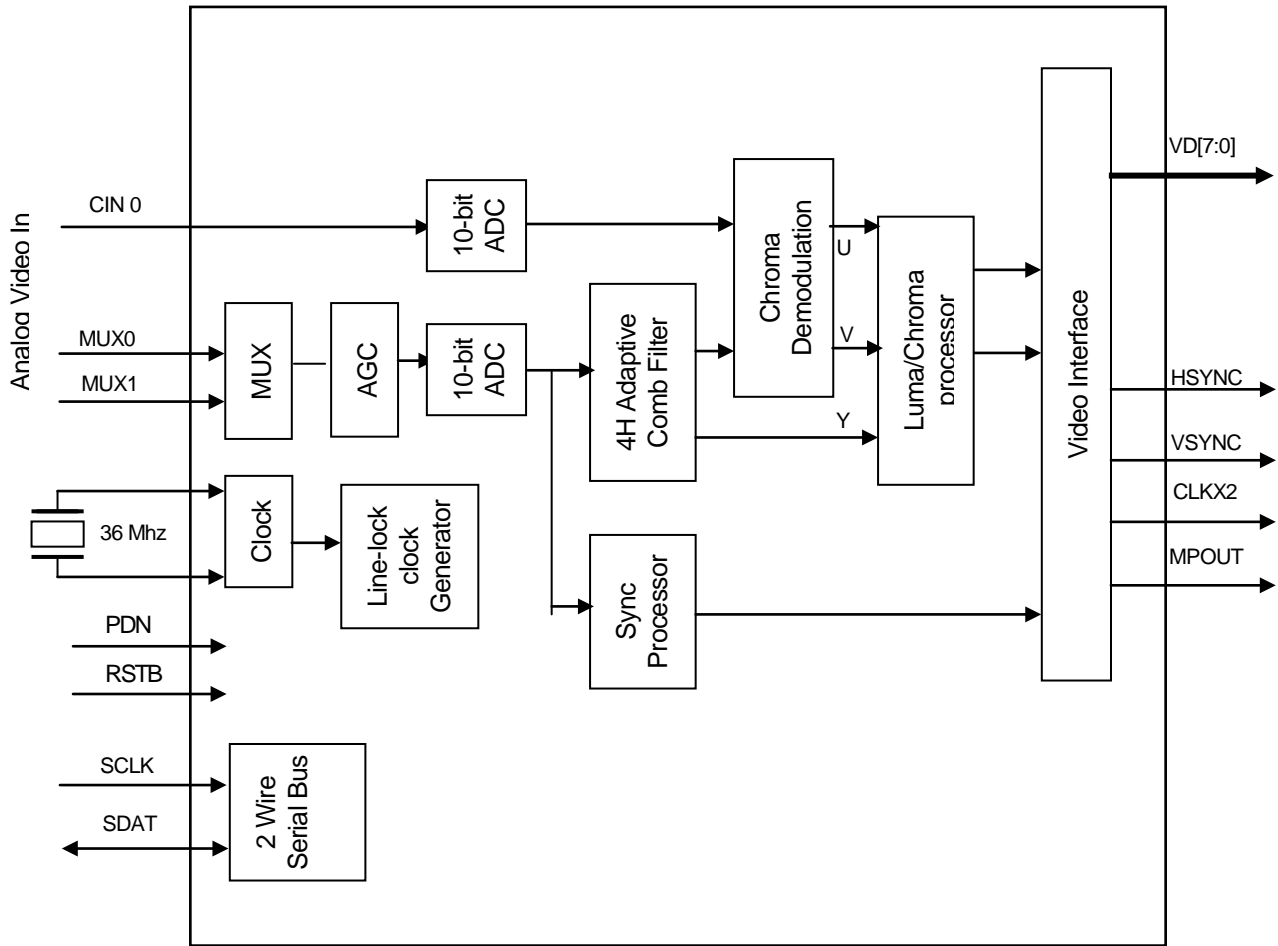 Analog Video In
CIN 0
MUX0
MUX1
36 Mhz
PDN
RSTB
SCLK
SDAT
10-bit
ADC
MUX
AGC
10-bit
ADC
Clock
Line-lock
clock
Generator
2 Wire
Serial Bus
4H Adaptive
Comb Filter
Sync
Processor
Chroma
Demodulation
U
V
Y
Luma/Chroma
processor
Video Interface
VD[7:0]
HSYNC
VSYNC
CLKX2
MPOUT